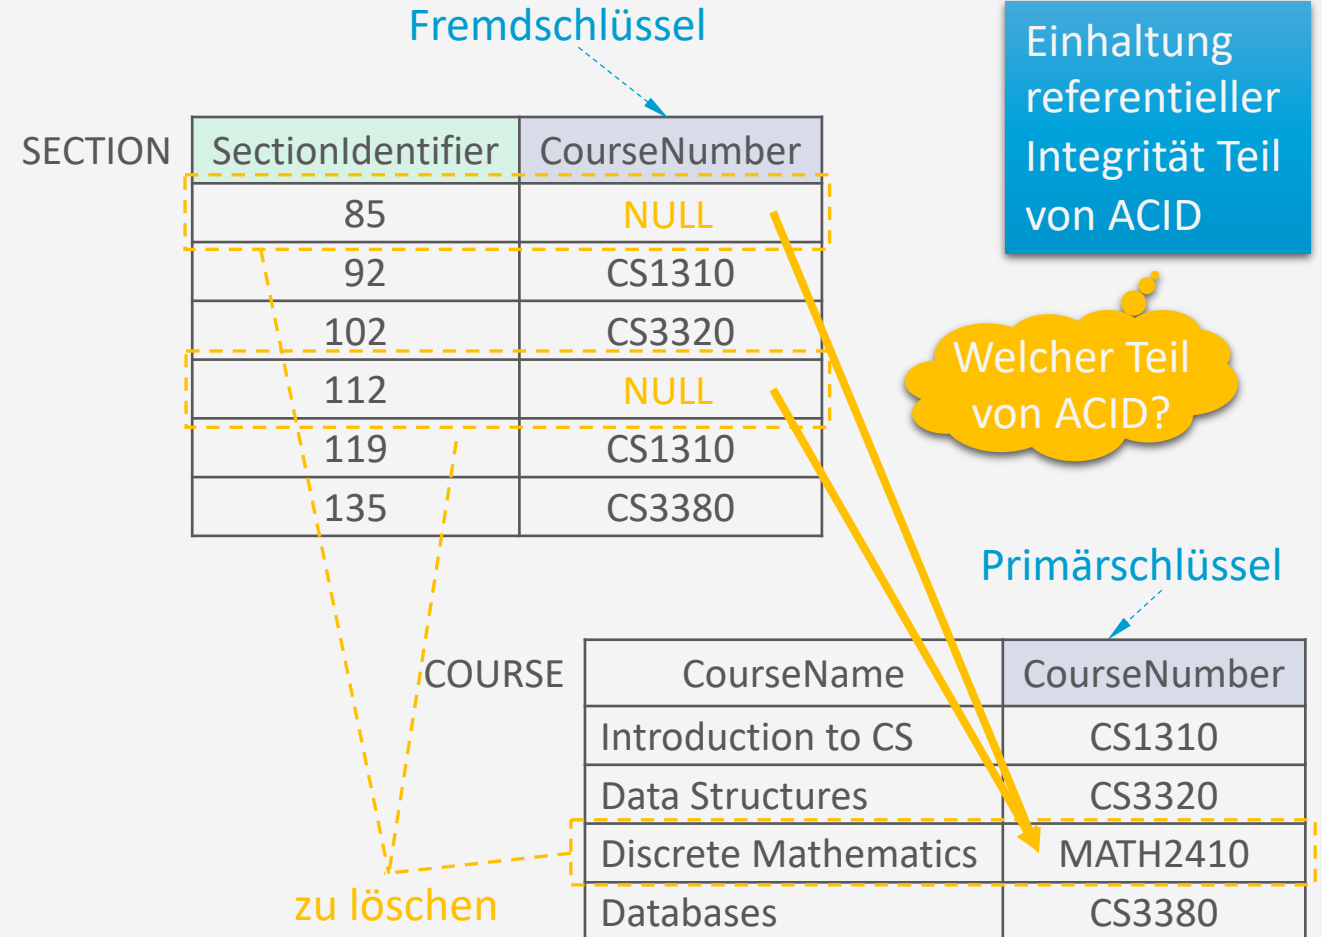 Fremdschlüssel
Einhaltung
referentieller
Integrität Teil
von ACID
SECTION
SectionIdentifier CourseNumber
85 NULL
92 CS1310
102 CS3320
112 NULL
119 CS1310
135 CS3380
Welcher Teil
von ACID?
Primärschlüssel
COURSE
CourseName CourseNumber
Introduction to CS CS1310
Data Structures CS3320
Discrete Mathematics MATH2410
Databases CS3380
zu löschen